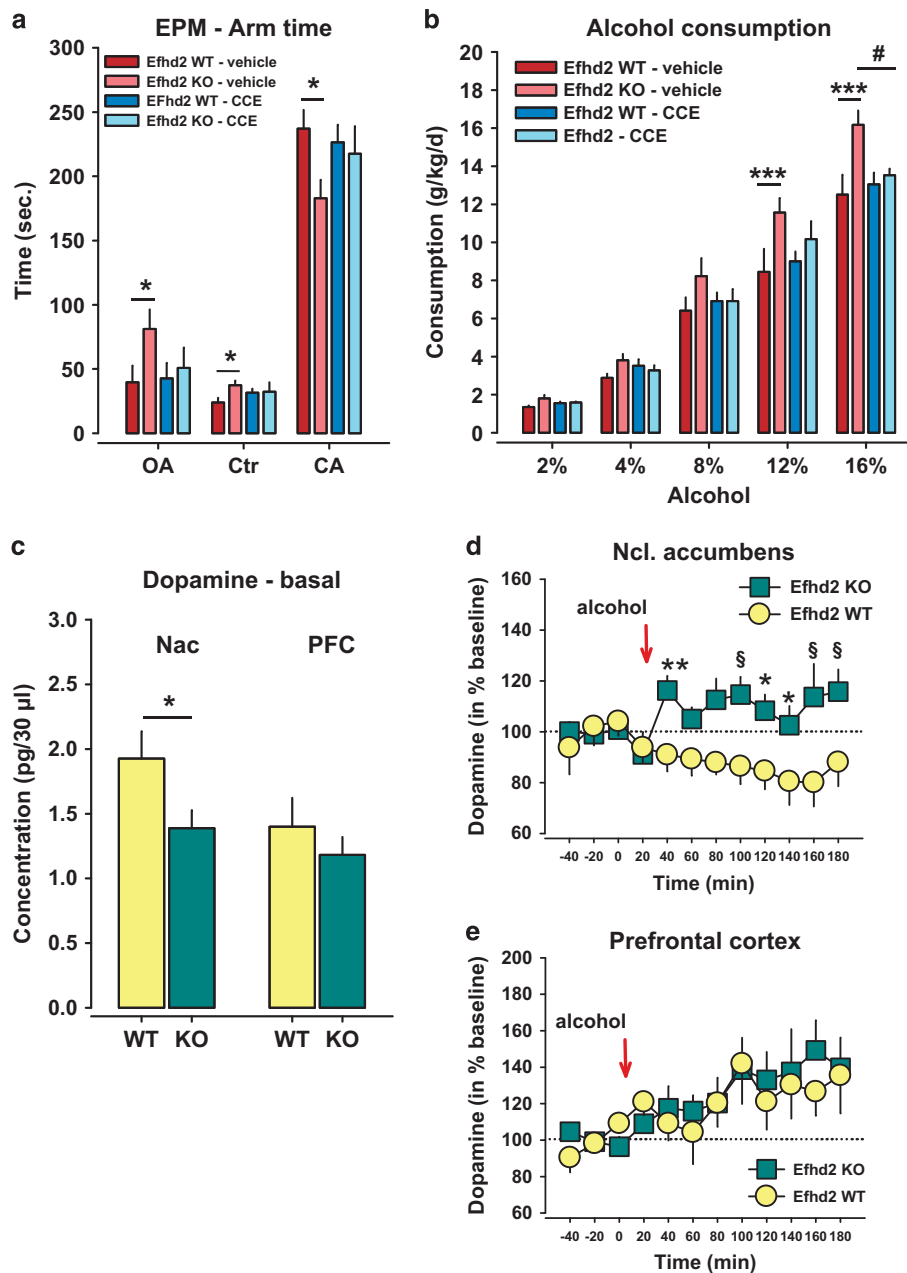 a
EPM - Arm time
Efhd2 WT - vehicle
Efhd2 KO - vehicle
EFhd2 WT - CCE
Efhd2 KO - CCE
Time (sec.)
300
250
200
150
100
50
0
*
*
*
OA Ctr CA
b
Alcohol consumption
Efhd2 WT - vehicle
Efhd2 KO - vehicle
Efhd2 WT - CCE
Efhd2 - CCE
Consumption (g/kg/d)
20
18
16
14
12
10
8
6
4
2
0
***
***
#
2% 4% 8% 12% 16%
Alcohol
c
Dopamine - basal
Nac PFC
Concentration (pg/30 µl)
3.0
2.5
2.0
1.5
1.0
0.5
0.0
*
WT KO WT KO
d
Ncl. accumbens
Efhd2 KO
Efhd2 WT
alcohol
Dopamine (in % baseline)
160
140
120
100
80
60
** § * * § §
-40 -20 0 20 40 60 80 100 120 140 160 180
Time (min)
e
Prefrontal cortex
alcohol
Dopamine (in % baseline)
200
180
160
140
120
100
80
60
Efhd2 KO
Efhd2 WT
-40 -20 0 20 40 60 80 100 120 140 160 180
Time (min)